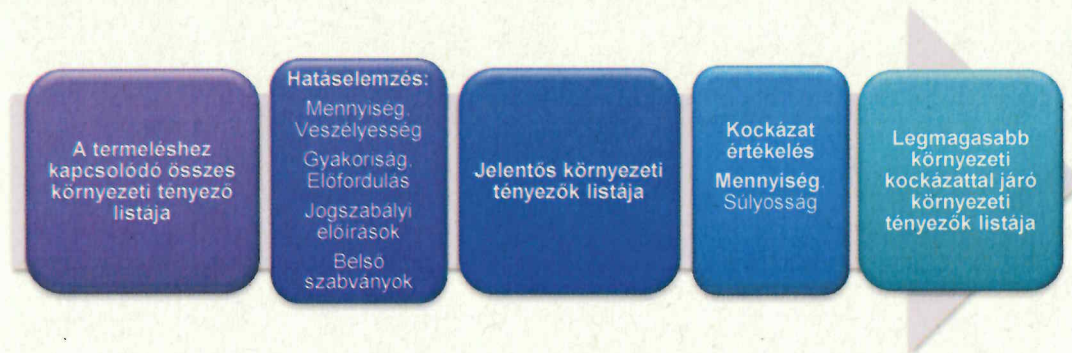 A termeléshez
kapcsolódó összes
környezeti tényező
listája
Hatáselemzés:
Mennyiség,
Veszélyesség
Gyakoriság,
Előfordulás
Jogszabályi
előírások
Belső
szabványok
Jelentős környezeti
tényezők listája
Kockázat
értékelés
Mennyiség,
Súlyosság
Legmagasabb
környezeti
kockázattal járó
környezeti
tényezők listája